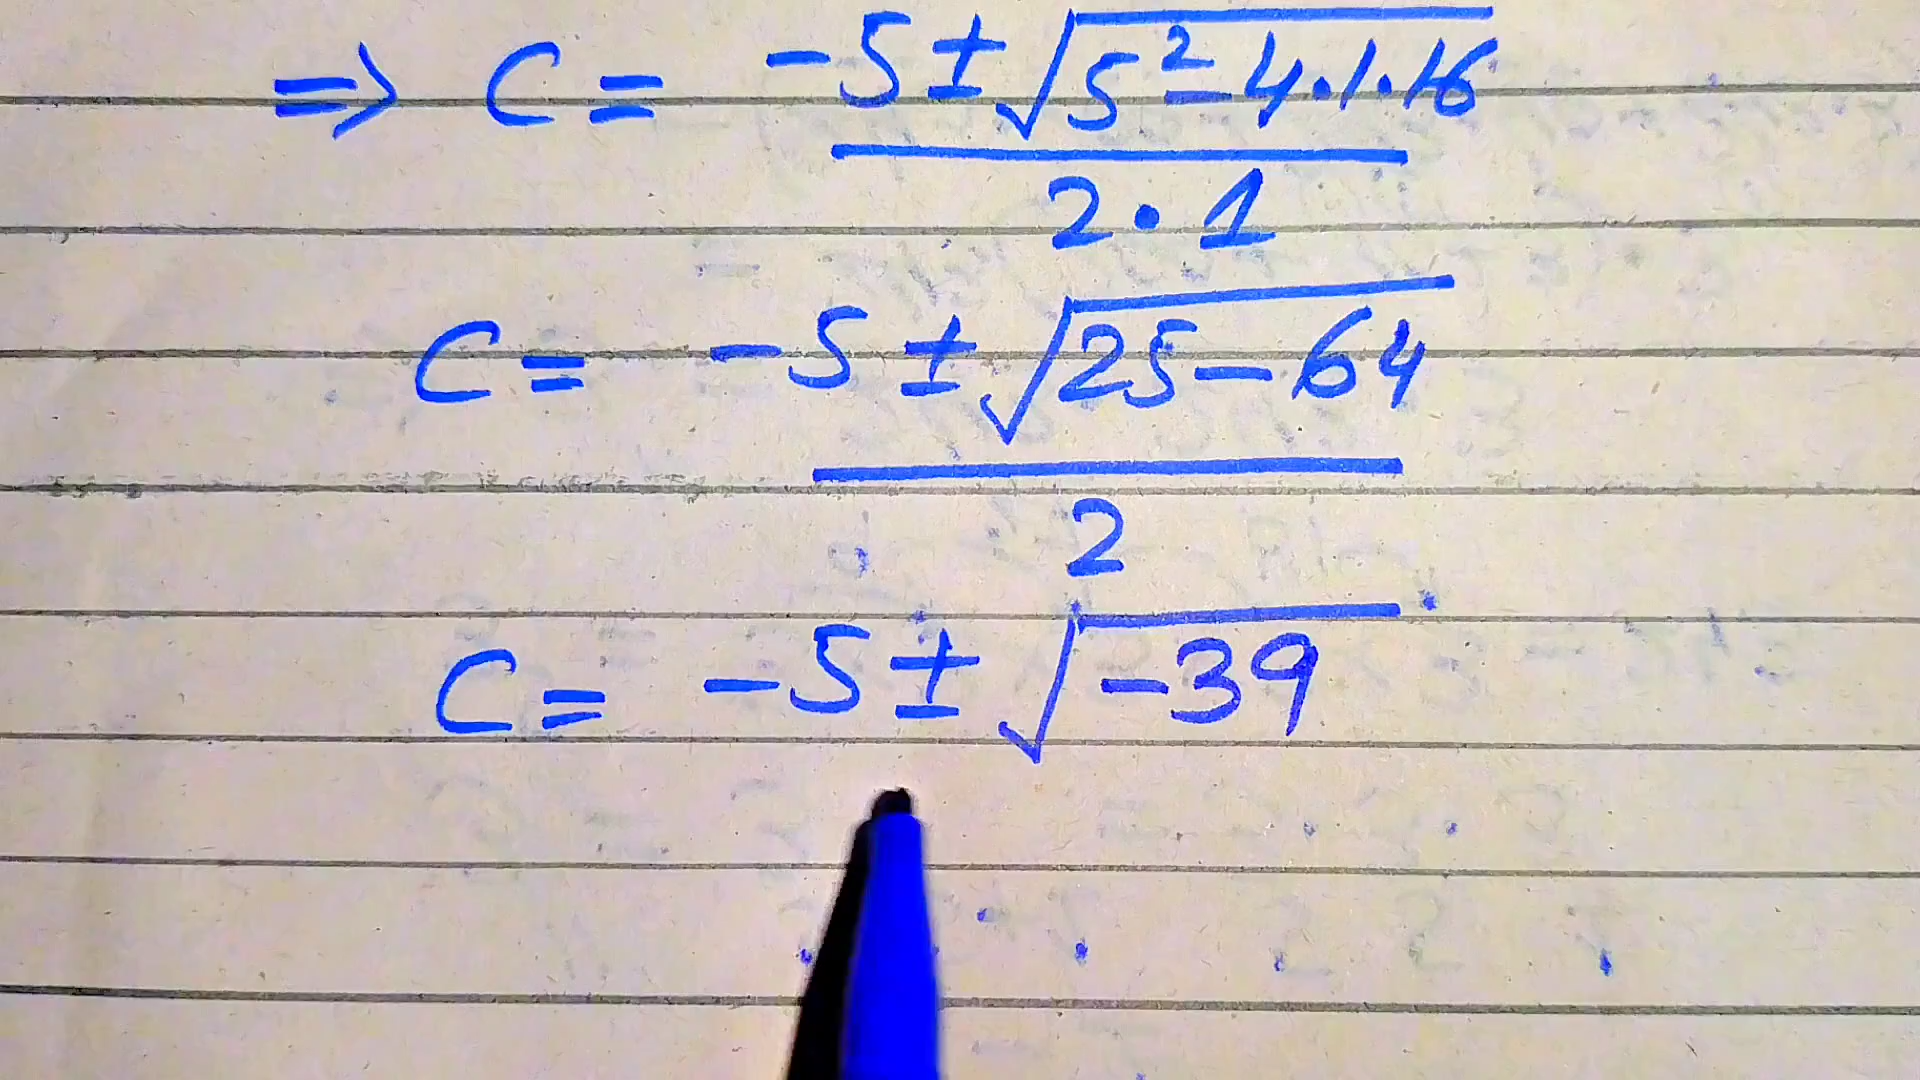 ⇒ C = -5 ± √5² - 4·1·16
2·1
C = -5 ± √25 - 64
2
C = -5 ± √-39